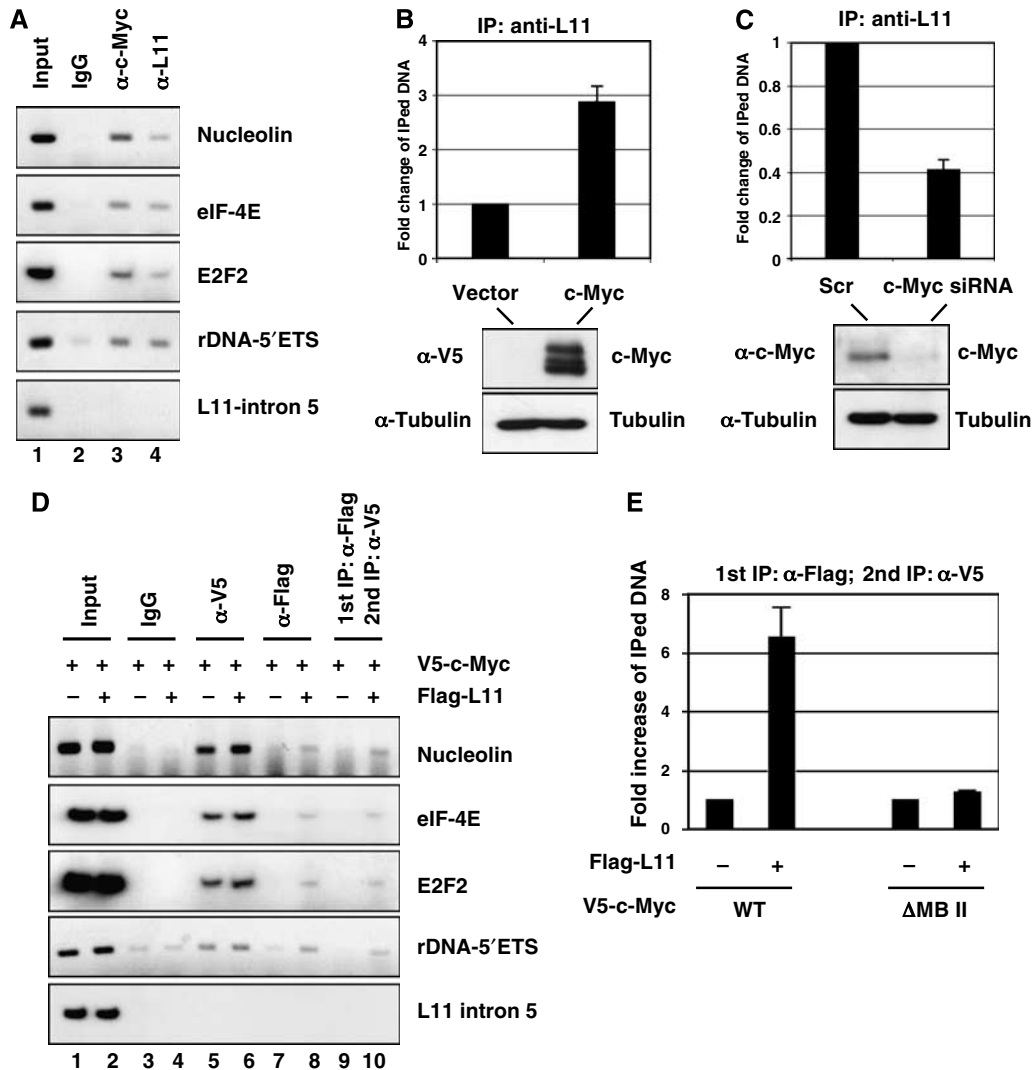 A
Input
IgG
α-c-Myc
α-L11
Nucleolin
eIF-4E
E2F2
rDNA-5′ETS
L11-intron 5
1 2 3 4
B
IP: anti-L11
Fold change of IPed DNA
4
3
2
1
0
Vector c-Myc
α-V5 c-Myc
α-Tubulin Tubulin
C
IP: anti-L11
Fold change of IPed DNA
1
0.8
0.6
0.4
0.2
0
Scr c-Myc siRNA
α-c-Myc c-Myc
α-Tubulin Tubulin
D
Input
IgG
α-V5
α-Flag
1st IP: α-Flag
2nd IP: α-V5
+ + + + + + + + + + V5-c-Myc
– + – + – + – + – + Flag-L11
Nucleolin
eIF-4E
E2F2
rDNA-5′ETS
L11 intron 5
1 2 3 4 5 6 7 8 9 10
E
1st IP: α-Flag; 2nd IP: α-V5
Fold increase of IPed DNA
8
6
4
2
0
Flag-L11 – + – +
V5-c-Myc WT ΔMB II